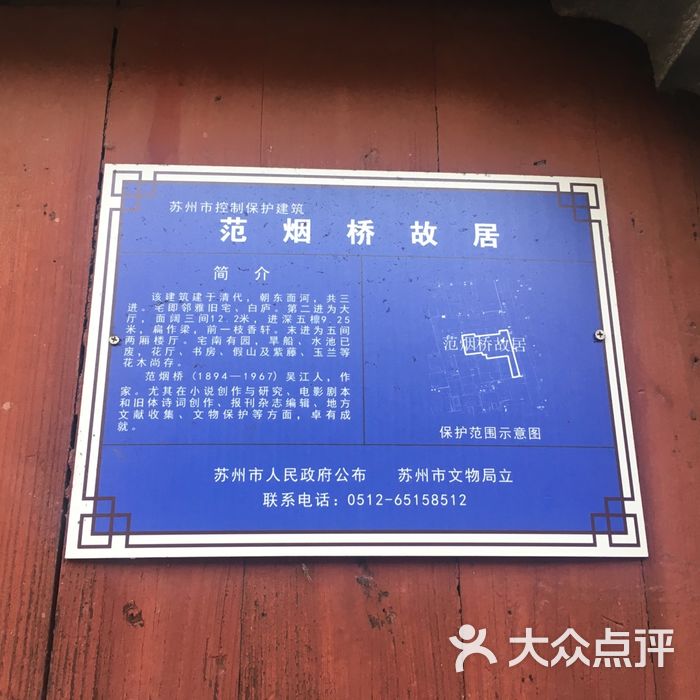 苏州市控制保护建筑
范烟桥故居
简介
该建筑建于清代，朝东面河，共三
进。宅即邻雅旧宅、白庐。第二进为大
厅，面阔三间12.2米，进深五檩9.25
米，扁作梁，前一枝香轩。末进为五间
两厢楼厅。宅南有园，旱船、水池已
废，花厅、书房、假山及紫藤、玉兰等
花木尚存。
范烟桥(1894—1967)吴江人，作
家。尤其在小说创作与研究、电影剧本
和旧体诗词创作、报刊杂志编辑、地方
文献收集、文物保护等方面，卓有成
就。
范烟桥故居
保护范围示意图
苏州市人民政府公布 苏州市文物局立
联系电话：0512-65158512
大众点评